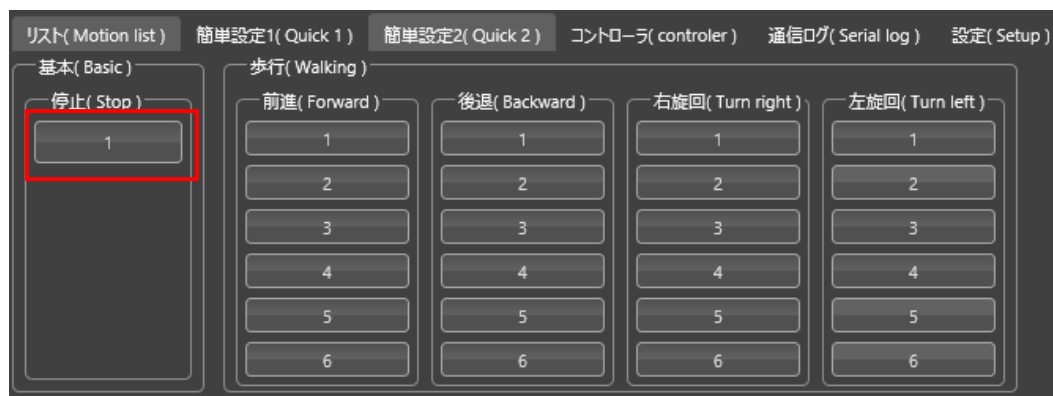 リスト( Motion list ) 簡単設定1( Quick 1 ) 簡単設定2( Quick 2 ) コントローラ( controler ) 通信ログ( Serial log ) 設定( Setup )
基本( Basic ) 歩行( Walking )
停止( Stop ) 前進( Forward ) 後退( Backward ) 右旋回( Turn right ) 左旋回( Turn left )
1 1 1 1 1
2 2 2 2
3 3 3 3
4 4 4 4
5 5 5 5
6 6 6 6